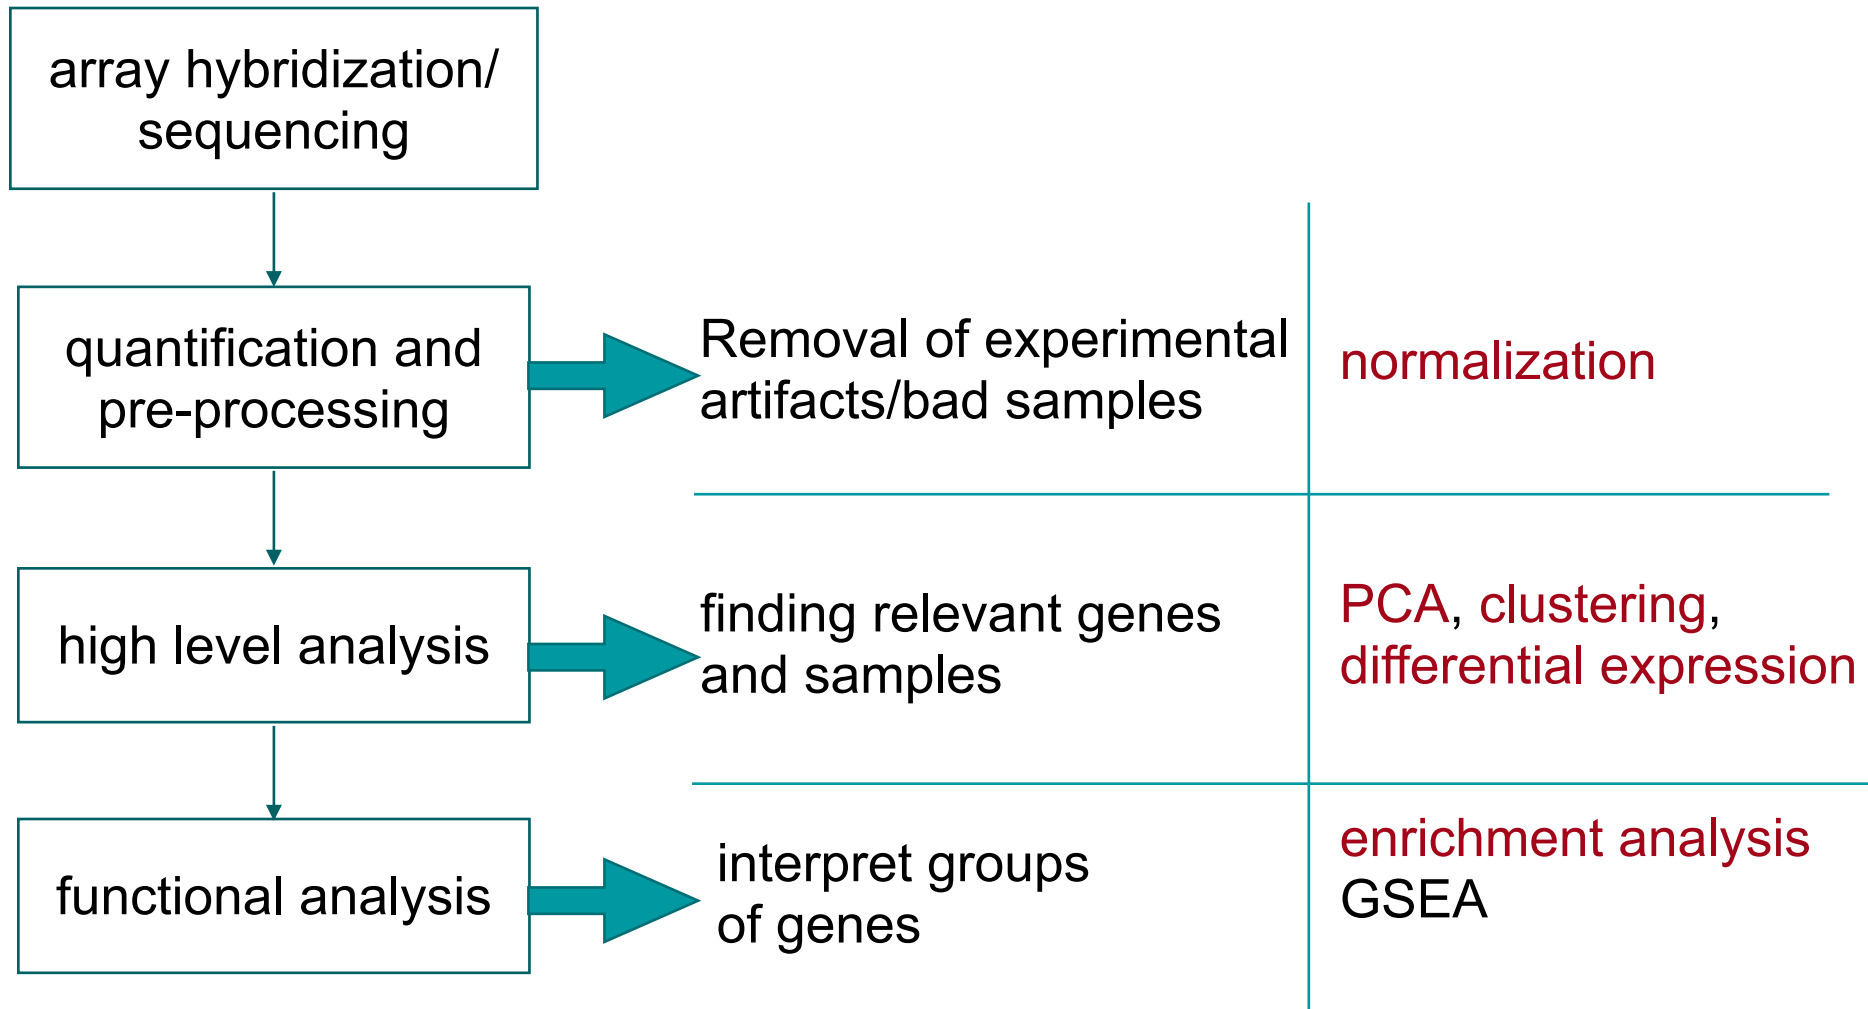 array hybridization/
sequencing
quantification and
pre-processing
Removal of experimental
artifacts/bad samples
normalization
high level analysis
finding relevant genes
and samples
PCA, clustering,
differential expression
functional analysis
interpret groups
of genes
enrichment analysis
GSEA